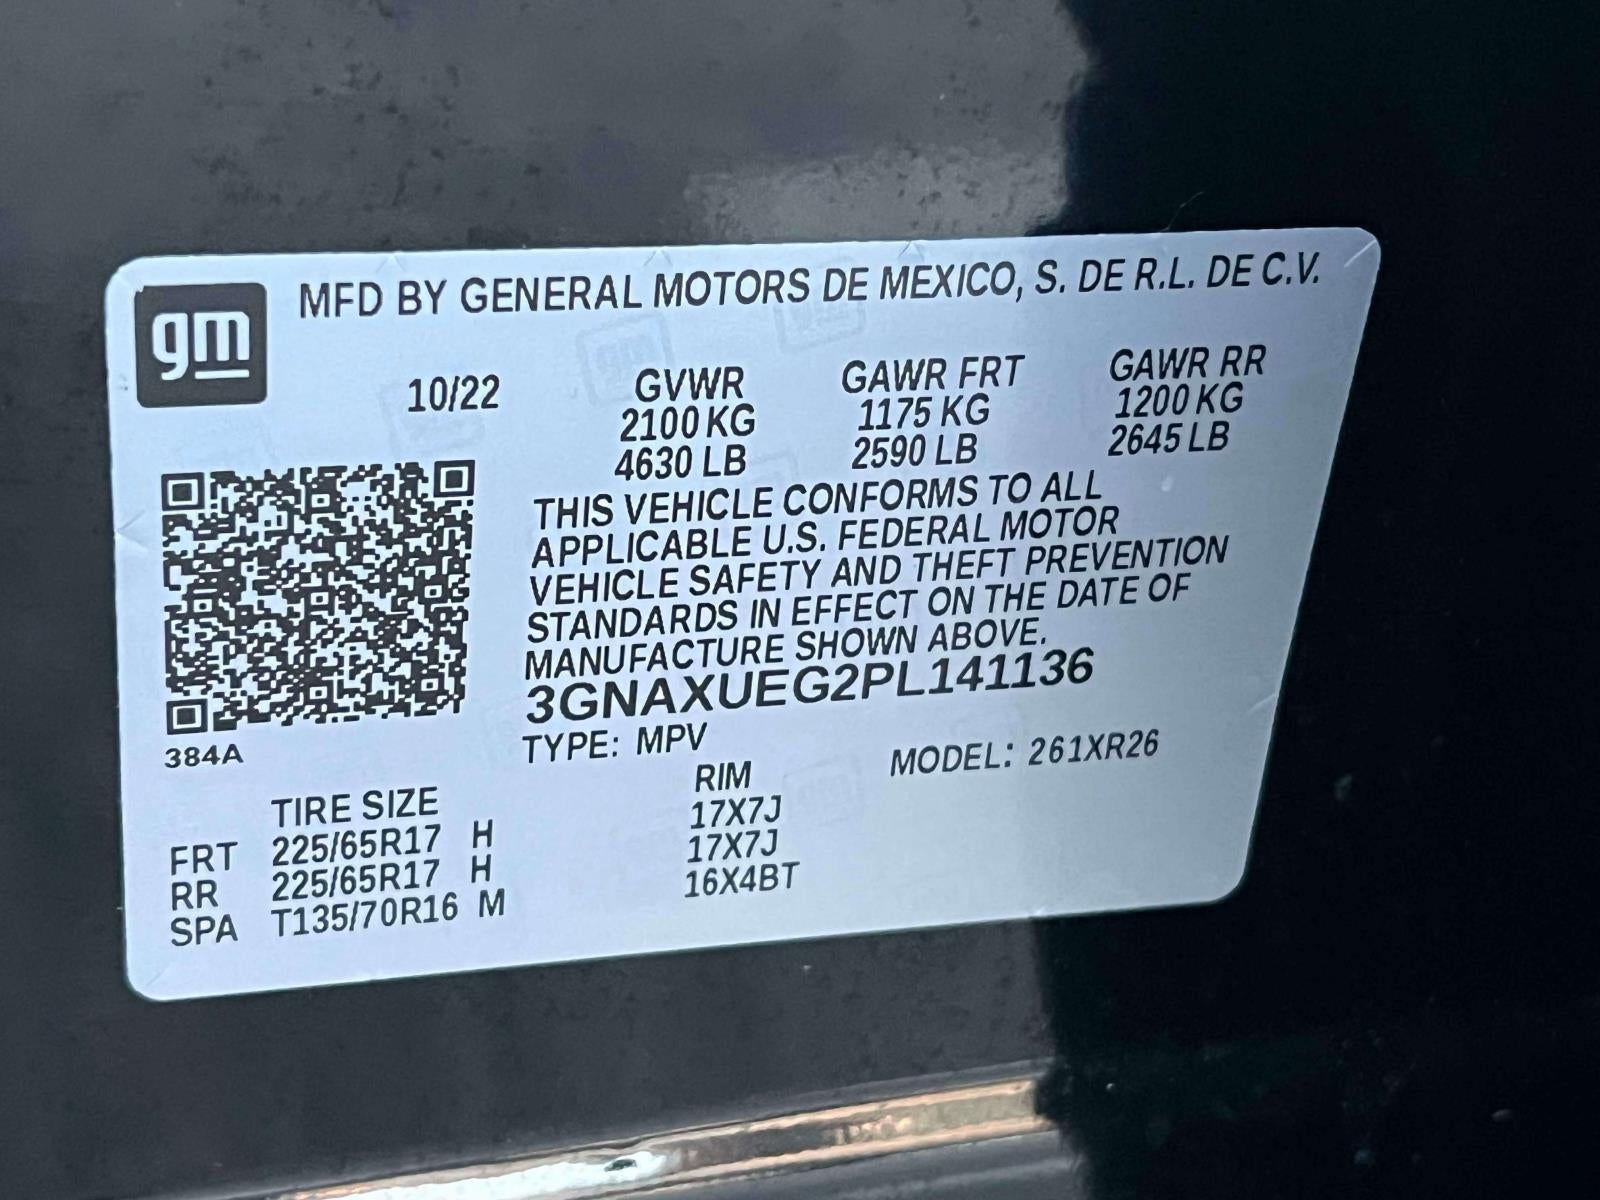 gm
MFD BY GENERAL MOTORS DE MEXICO, S. DE R.L. DE C.V.
10/22 GVWR GAWR FRT GAWR RR
2100 KG 1175 KG 1200 KG
4630 LB 2590 LB 2645 LB
THIS VEHICLE CONFORMS TO ALL
APPLICABLE U.S. FEDERAL MOTOR
VEHICLE SAFETY AND THEFT PREVENTION
STANDARDS IN EFFECT ON THE DATE OF
MANUFACTURE SHOWN ABOVE.
3GNAXUEG2PL141136
384A
TYPE: MPV MODEL: 261XR26
TIRE SIZE RIM
FRT 225/65R17 H 17X7J
RR 225/65R17 H 17X7J
SPA T135/70R16 M 16X4BT